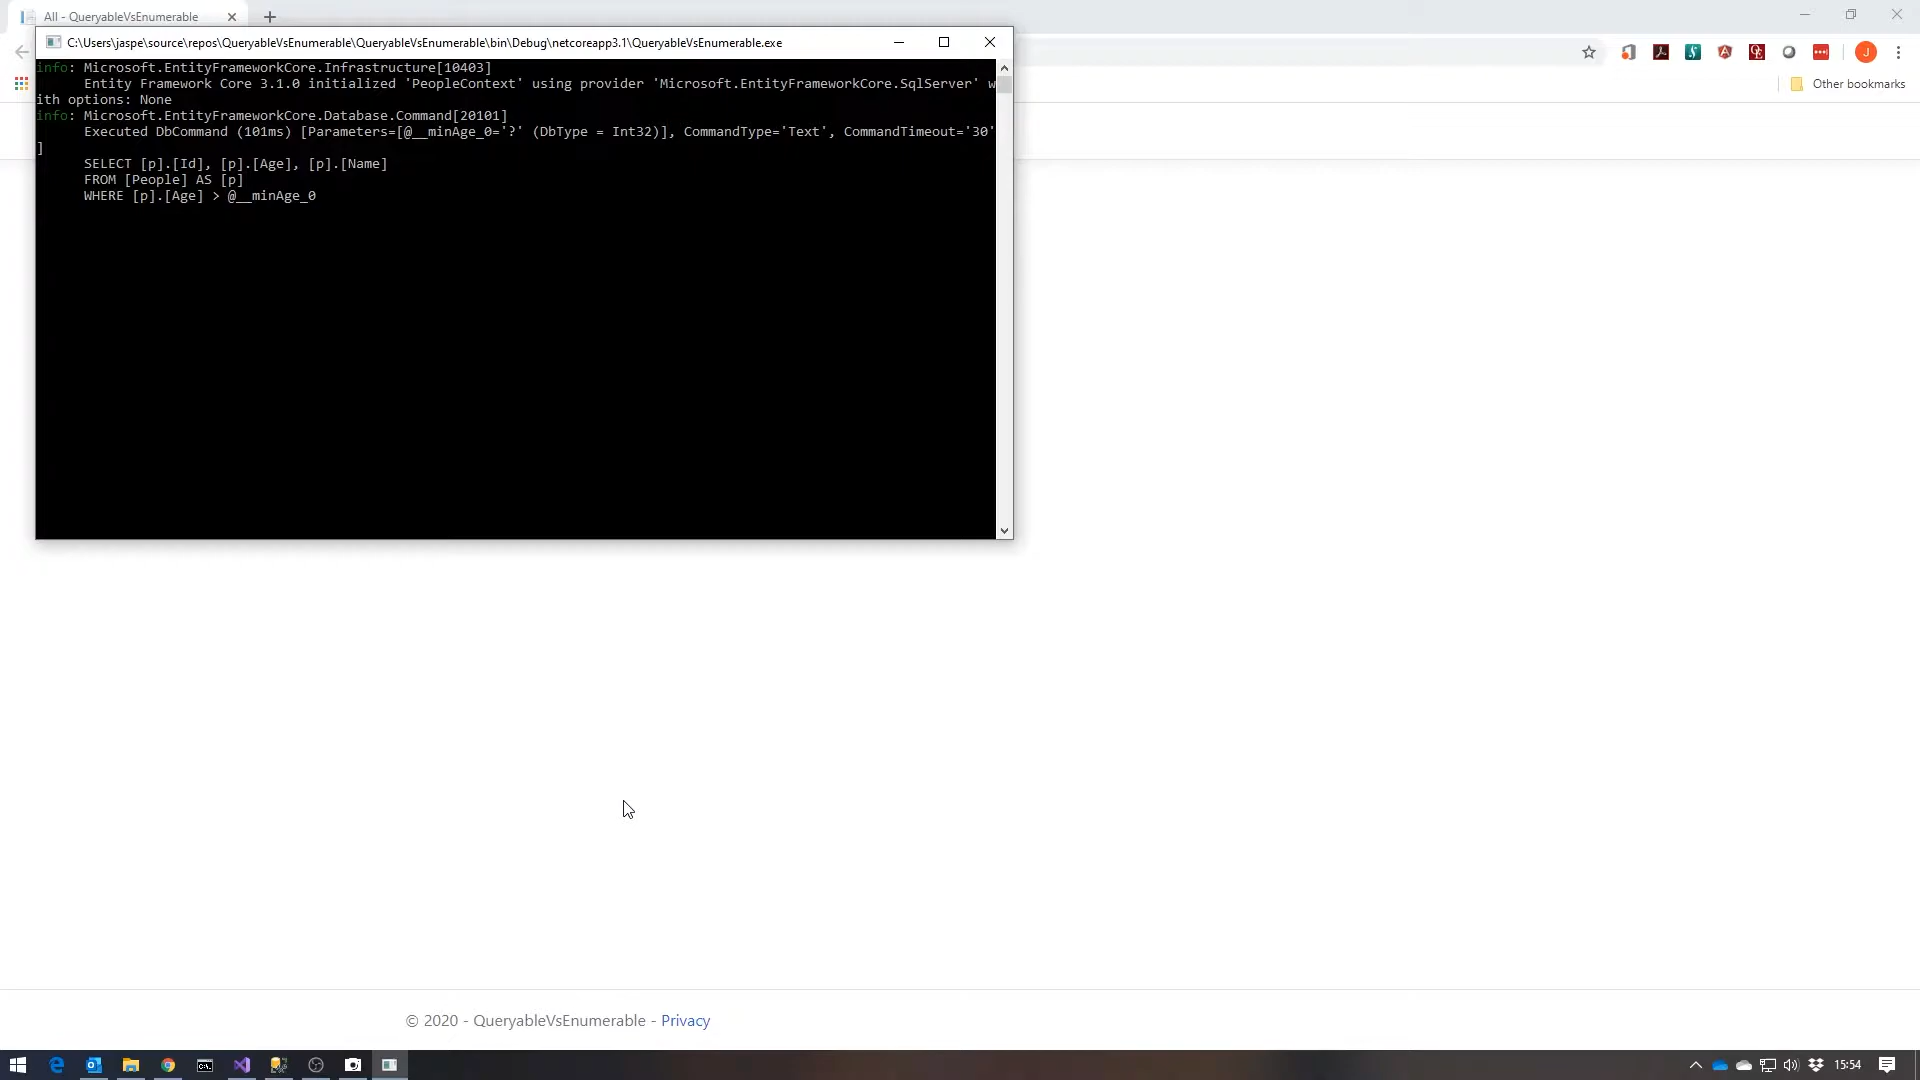 All - QueryableVsEnumerable
C:\Users\jaspe\source\repos\QueryableVsEnumerable\QueryableVsEnumerable\bin\Debug\netcoreapp3.1\QueryableVsEnumerable.exe
Other bookmarks
info: Microsoft.EntityFrameworkCore.Infrastructure[10403]
Entity Framework Core 3.1.0 initialized 'PeopleContext' using provider 'Microsoft.EntityFrameworkCore.SqlServer' w
ith options: None
info: Microsoft.EntityFrameworkCore.Database.Command[20101]
Executed DbCommand (101ms) [Parameters=[@__minAge_0='?' (DbType = Int32)], CommandType='Text', CommandTimeout='30'
]
SELECT [p].[Id], [p].[Age], [p].[Name]
FROM [People] AS [p]
WHERE [p].[Age] > @__minAge_0
© 2020 - QueryableVsEnumerable - Privacy
15:54